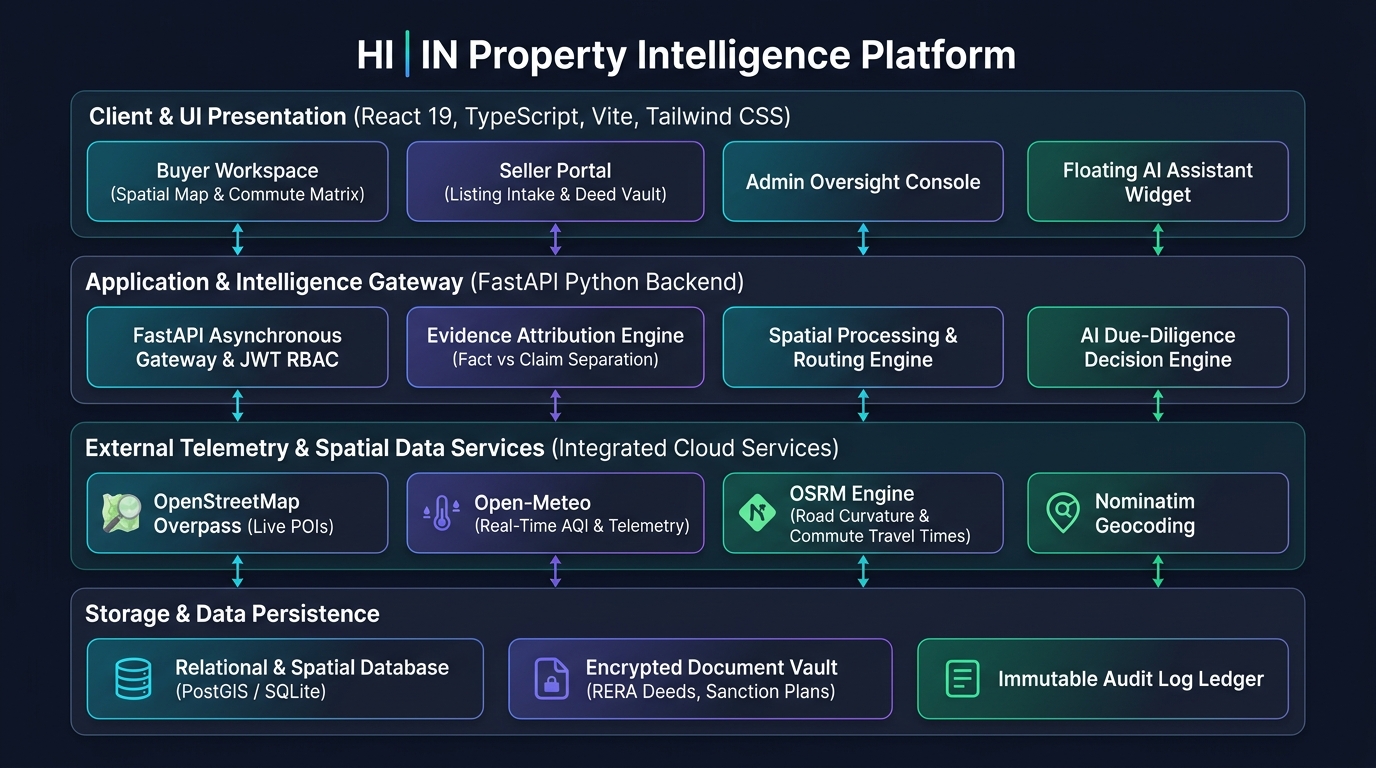 HI | IN Property Intelligence Platform
Client & UI Presentation (React 19, TypeScript, Vite, Tailwind CSS)
Buyer Workspace
(Spatial Map & Commute Matrix)
Seller Portal
(Listing Intake & Deed Vault)
Admin Oversight Console
Floating AI Assistant
Widget
Application & Intelligence Gateway (FastAPI Python Backend)
FastAPI Asynchronous
Gateway & JWT RBAC
Evidence Attribution Engine
(Fact vs Claim Separation)
Spatial Processing &
Routing Engine
AI Due-Diligence
Decision Engine
External Telemetry & Spatial Data Services (Integrated Cloud Services)
OpenStreetMap
Overpass (Live POIs)
Open-Meteo
(Real-Time AQI & Telemetry)
OSRM Engine
(Road Curvature &
Commute Travel Times)
Nominatim
Geocoding
Storage & Data Persistence
Relational & Spatial Database
(PostGIS / SQLite)
Encrypted Document Vault
(RERA Deeds, Sanction Plans)
Immutable Audit Log Ledger